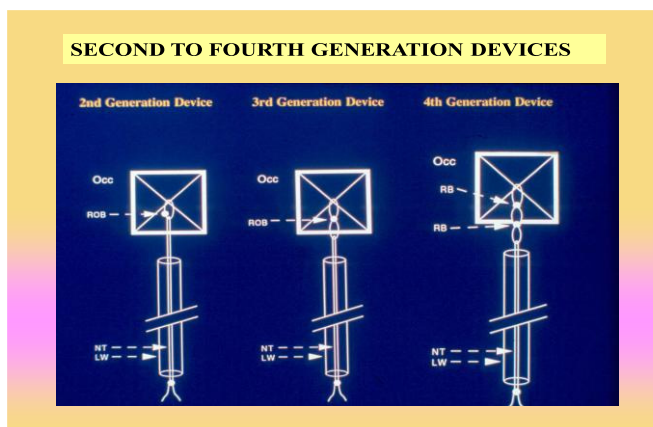 SECOND TO FOURTH GENERATION DEVICES
2nd Generation Device
3rd Generation Device
4th Generation Device
Occ
ROB
NT
LW
Occ
ROB
NT
LW
Occ
RB
RB
NT
LW